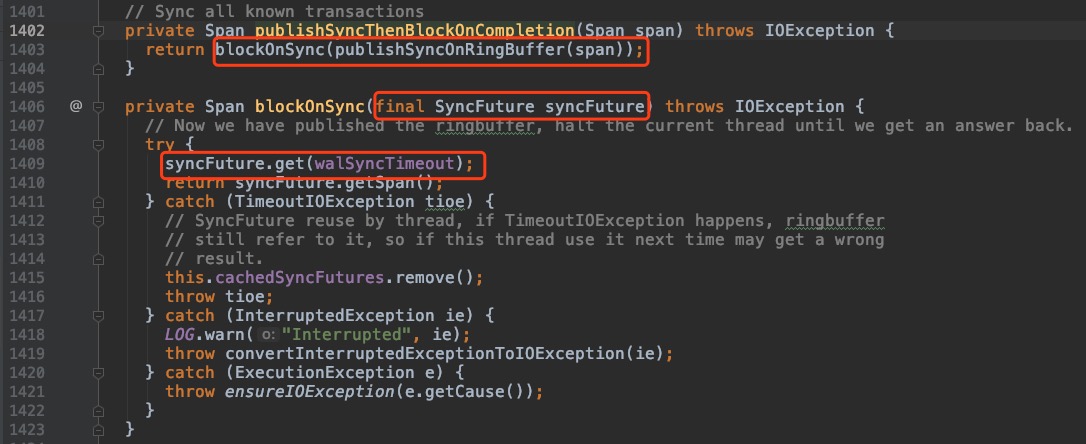 1401 // Sync all known transactions
1402 private Span publishSyncThenBlockOnCompletion(Span span) throws IOException {
1403 return blockOnSync(publishSyncOnRingBuffer(span));
1404 }
1405
1406 @ private Span blockOnSync(final SyncFuture syncFuture) throws IOException {
1407 // Now we have published the ringbuffer, halt the current thread until we get an answer back.
1408 try {
1409 syncFuture.get(walSyncTimeout);
1410 return syncFuture.getSpan();
1411 } catch (TimeoutIOException tioe) {
1412 // SyncFuture reuse by thread, if TimeoutIOException happens, ringbuffer
1413 // still refer to it, so if this thread use it next time may get a wrong
1414 // result.
1415 this.cachedSyncFutures.remove();
1416 throw tioe;
1417 } catch (InterruptedException ie) {
1418 LOG.warn( o: "Interrupted", ie);
1419 throw convertInterruptedExceptionToIOException(ie);
1420 } catch (ExecutionException e) {
1421 throw ensureIOException(e.getCause());
1422 }
1423 }